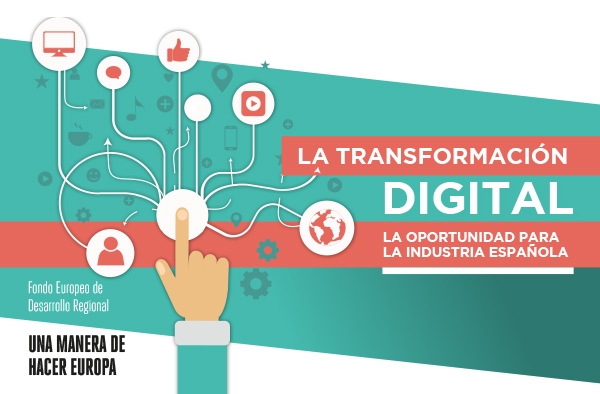 LA TRANSFORMACIÓN
DIGITAL
LA OPORTUNIDAD PARA
LA INDUSTRIA ESPAÑOLA
Fondo Europeo de
Desarrollo Regional
UNA MANERA DE
HACER EUROPA